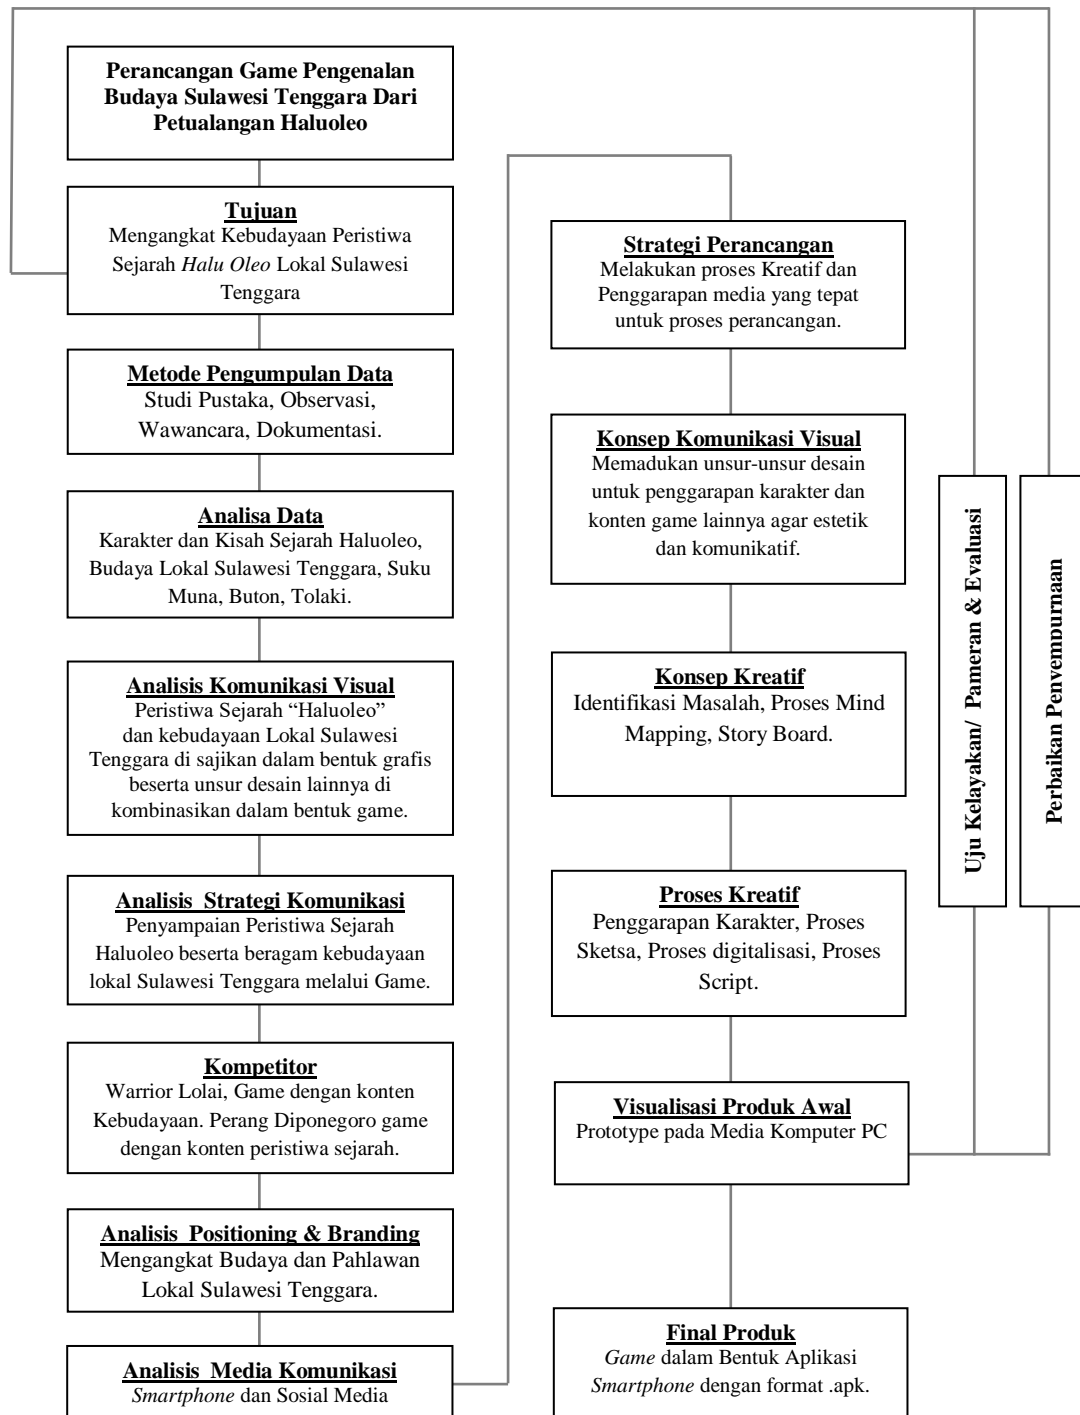 Perancangan Game Pengenalan
Budaya Sulawesi Tenggara Dari
Petualangan Haluoleo
Tujuan
Mengangkat Kebudayaan Peristiwa
Sejarah Halu Oleo Lokal Sulawesi
Tenggara
Metode Pengumpulan Data
Studi Pustaka, Observasi,
Wawancara, Dokumentasi.
Analisa Data
Karakter dan Kisah Sejarah Haluoleo,
Budaya Lokal Sulawesi Tenggara, Suku
Muna, Buton, Tolaki.
Analisis Komunikasi Visual
Peristiwa Sejarah “Haluoleo”
dan kebudayaan Lokal Sulawesi
Tenggara di sajikan dalam bentuk grafis
beserta unsur desain lainnya di
kombinasikan dalam bentuk game.
Analisis Strategi Komunikasi
Penyampaian Peristiwa Sejarah
Haluoleo beserta beragam kebudayaan
lokal Sulawesi Tenggara melalui Game.
Kompetitor
Warrior Lolai, Game dengan konten
Kebudayaan. Perang Diponegoro game
dengan konten peristiwa sejarah.
Analisis Positioning & Branding
Mengangkat Budaya dan Pahlawan
Lokal Sulawesi Tenggara.
Analisis Media Komunikasi
Smartphone dan Sosial Media
Strategi Perancangan
Melakukan proses Kreatif dan
Penggarapan media yang tepat
untuk proses perancangan.
Konsep Komunikasi Visual
Memadukan unsur-unsur desain
untuk penggarapan karakter dan
konten game lainnya agar estetik
dan komunikatif.
Konsep Kreatif
Identifikasi Masalah, Proses Mind
Mapping, Story Board.
Proses Kreatif
Penggarapan Karakter, Proses
Sketsa, Proses digitalisasi, Proses
Script.
Visualisasi Produk Awal
Prototype pada Media Komputer PC
Final Produk
Game dalam Bentuk Aplikasi
Smartphone dengan format .apk.
Uju Kelayakan/ Pameran & Evaluasi
Perbaikan Penyempurnaan